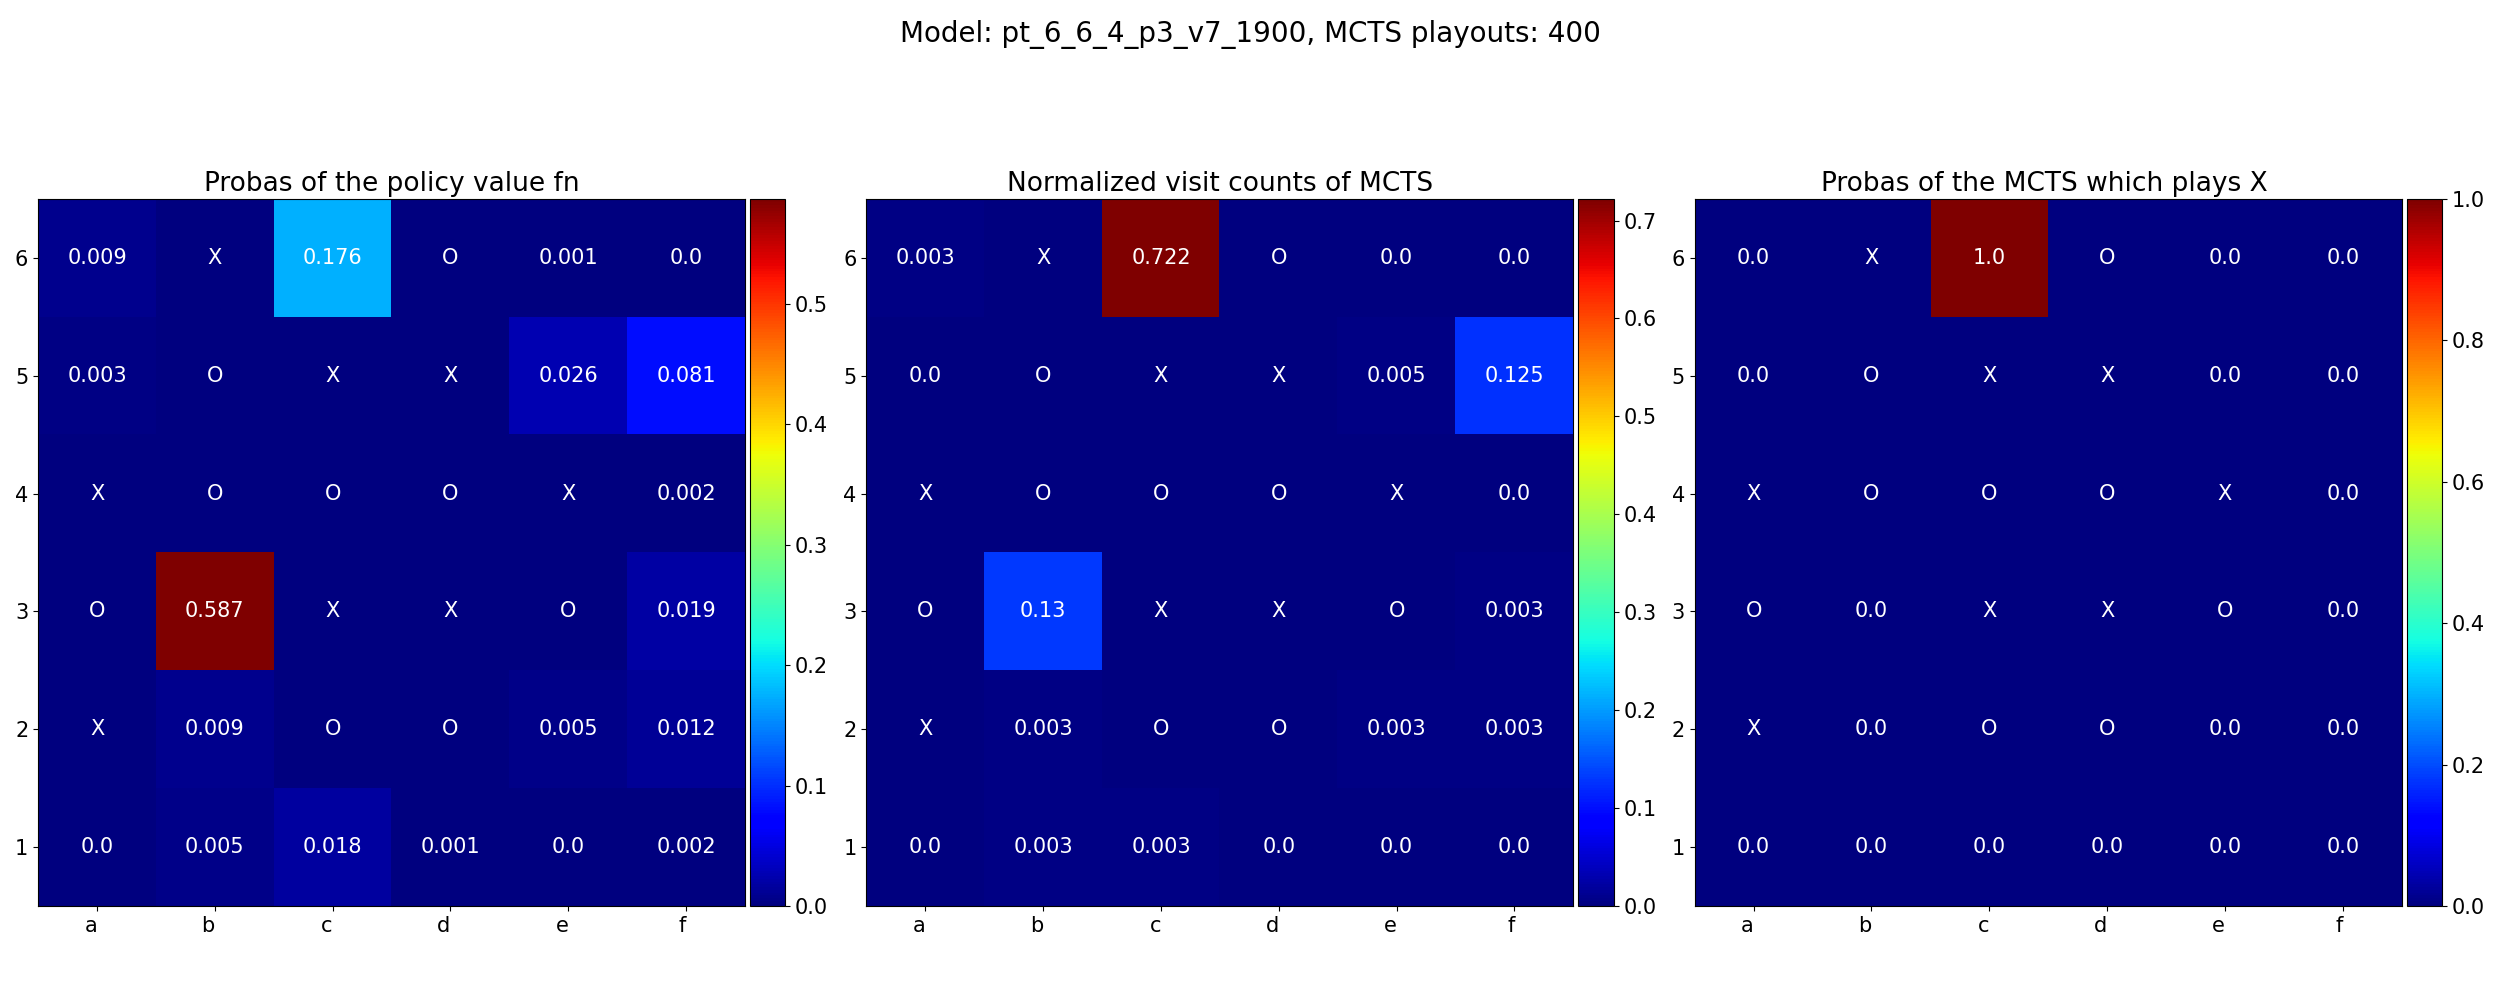 Model: pt_6_6_4_p3_v7_1900, MCTS playouts: 400
Probas of the policy value fn
6 0.009 X 0.176 O 0.001 0.0
5 0.003 O X X 0.026 0.081
4 X O O O X 0.002
3 O 0.587 X X O 0.019
2 X 0.009 O O 0.005 0.012
1 0.0 0.005 0.018 0.001 0.0 0.002
a b c d e f
0.5
0.4
0.3
0.2
0.1
0.0
Normalized visit counts of MCTS
6 0.003 X 0.722 O 0.0 0.0
5 0.0 O X X 0.005 0.125
4 X O O O X 0.0
3 O 0.13 X X O 0.003
2 X 0.003 O O 0.003 0.003
1 0.0 0.003 0.003 0.0 0.0 0.0
a b c d e f
0.7
0.6
0.5
0.4
0.3
0.2
0.1
0.0
Probas of the MCTS which plays X
6 0.0 X 1.0 O 0.0 0.0
5 0.0 O X X 0.0 0.0
4 X O O O X 0.0
3 O 0.0 X X O 0.0
2 X 0.0 O O 0.0 0.0
1 0.0 0.0 0.0 0.0 0.0 0.0
a b c d e f
1.0
0.8
0.6
0.4
0.2
0.0